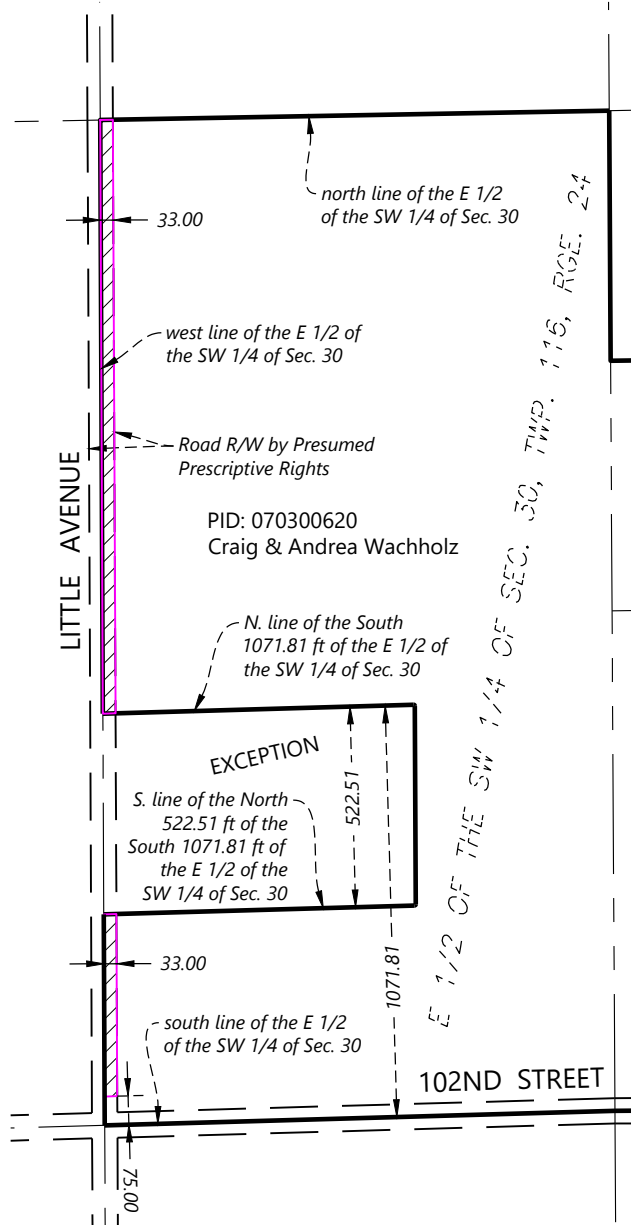 north line of the E 1/2
of the SW 1/4 of Sec. 30
33.00
west line of the E 1/2 of
the SW 1/4 of Sec. 30
Road R/W by Presumed
Prescriptive Rights
LITTLE AVENUE
PID: 070300620
Craig & Andrea Wachholz
E 1/2 OF THE SW 1/4 OF SEC. 30, TWP. 116, RGE. 24
N. line of the South
1071.81 ft of the E 1/2 of
the SW 1/4 of Sec. 30
EXCEPTION
S. line of the North
522.51 ft of the
South 1071.81 ft of
the E 1/2 of the
SW 1/4 of Sec. 30
522.51
1071.81
33.00
south line of the E 1/2
of the SW 1/4 of Sec. 30
102ND STREET
75.00